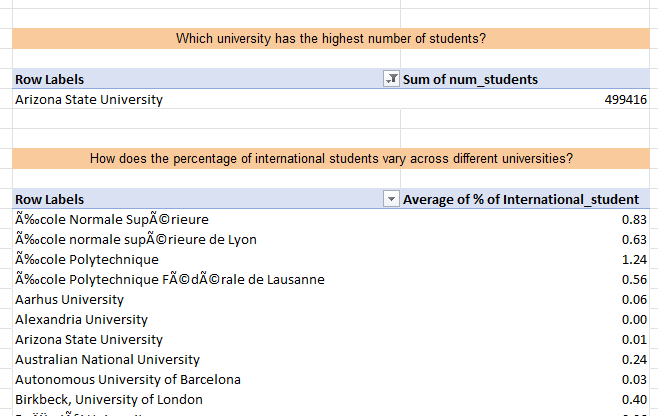 Which university has the highest number of students?
Row Labels Sum of num_students
Arizona State University 499416
How does the percentage of international students vary across different universities?
Row Labels Average of % of International_student
Ã‰cole Normale SupÃ©rieure 0.83
Ã‰cole normale supÃ©rieure de Lyon 0.63
Ã‰cole Polytechnique 1.24
Ã‰cole Polytechnique FÃ©dÃ©rale de Lausanne 0.56
Aarhus University 0.06
Alexandria University 0.00
Arizona State University 0.01
Australian National University 0.24
Autonomous University of Barcelona 0.03
Birkbeck, University of London 0.40